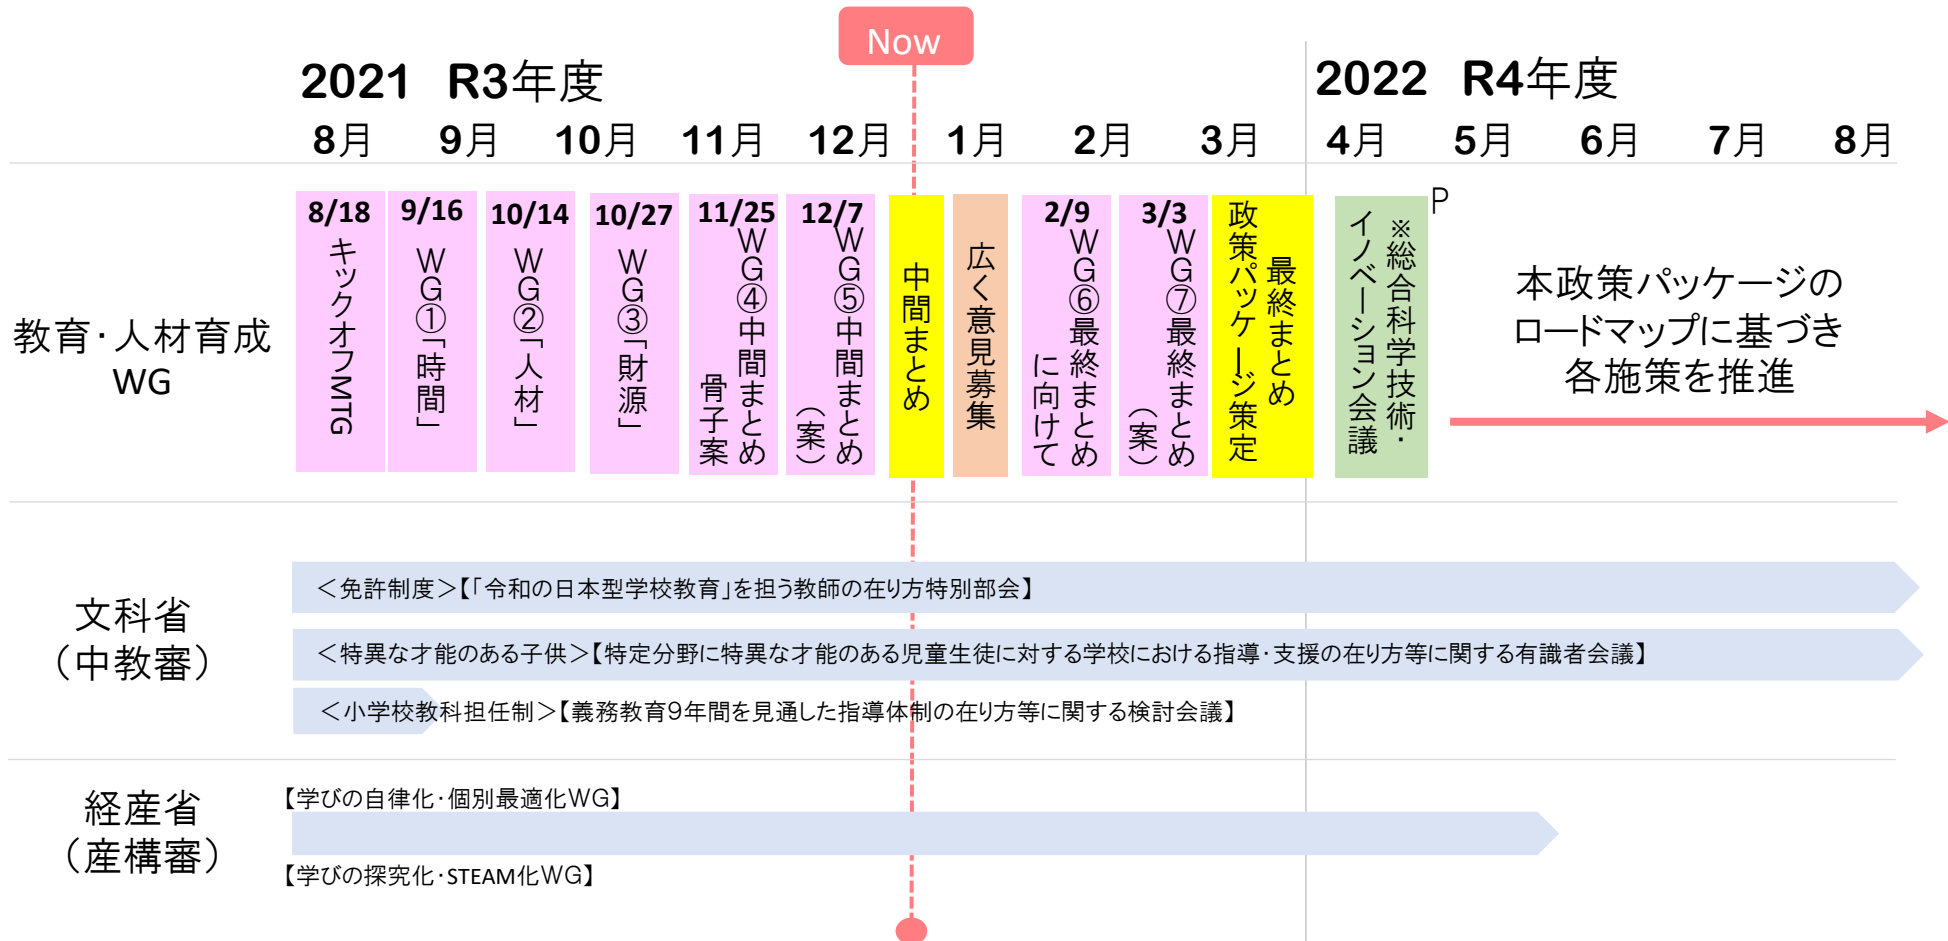 Now
2021 R3年度
2022 R4年度
8月 9月 10月 11月 12月 1月 2月 3月 4月 5月 6月 7月 8月
教育・人材育成
WG
8/18
キックオフMTG
9/16
WG①「時間」
10/14
WG②「人材」
10/27
WG③「財源」
11/25
WG④中間まとめ
骨子案
12/7
WG⑤中間まとめ
（案）
中間まとめ
広く意見募集
2/9
WG⑥最終まとめ
に向けて
3/3
WG⑦最終まとめ
（案）
最終まとめ
政策パッケージ策定
※総合科学技術・
イノベーション会議
P
本政策パッケージの
ロードマップに基づき
各施策を推進
文科省
（中教審）
＜免許制度＞【「令和の日本型学校教育」を担う教師の在り方特別部会】
＜特異な才能のある子供＞【特定分野に特異な才能のある児童生徒に対する学校における指導・支援の在り方等に関する有識者会議】
＜小学校教科担任制＞【義務教育９年間を見通した指導体制の在り方等に関する検討会議】
経産省
（産構審）
【学びの自律化・個別最適化WG】
【学びの探究化・STEAM化WG】